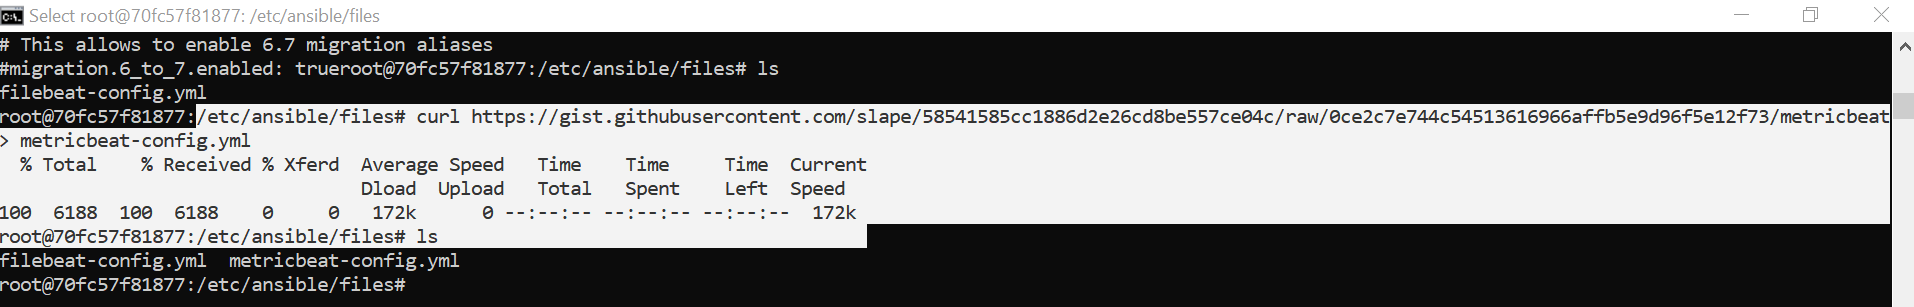 Select root@70fc57f81877: /etc/ansible/files
# This allows to enable 6.7 migration aliases
#migration.6_to_7.enabled: trueroot@70fc57f81877:/etc/ansible/files# ls
filebeat-config.yml
root@70fc57f81877:/etc/ansible/files# curl https://gist.githubusercontent.com/slape/58541585cc1886d2e26cd8be557ce04c/raw/0ce2c7e744c54513616966affb5e9d96f5e12f73/metricbeat
> metricbeat-config.yml
  % Total    % Received % Xferd  Average Speed   Time    Time     Time  Current
                                 Dload  Upload   Total   Spent    Left  Speed
100  6188  100  6188    0     0   172k      0 --:--:-- --:--:-- --:--:--  172k
root@70fc57f81877:/etc/ansible/files# ls
filebeat-config.yml  metricbeat-config.yml
root@70fc57f81877:/etc/ansible/files#